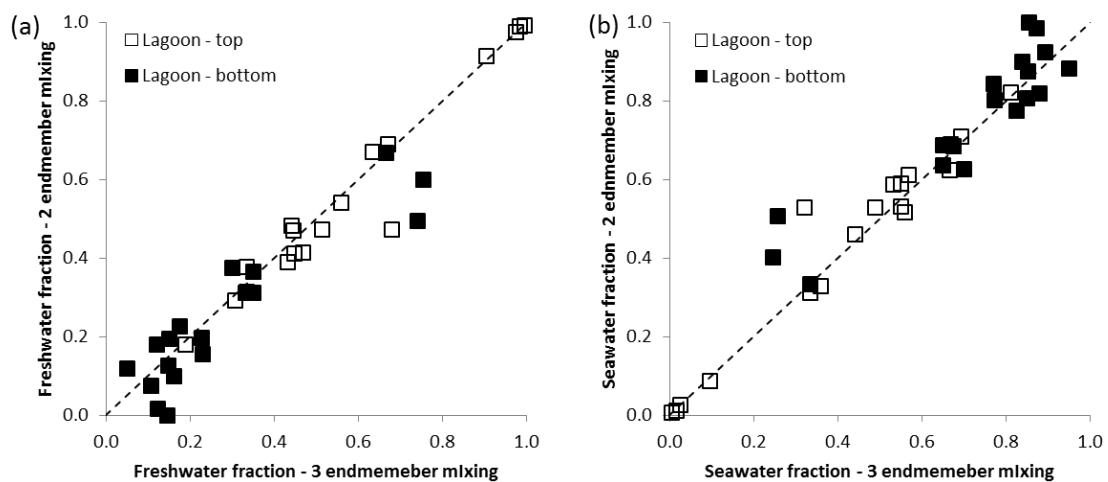 (a)
1.0
0.8
0.6
0.4
0.2
0.0
Freshwater fraction - 2 endmember mIxing
Lagoon - top
Lagoon - bottom
0.0 0.2 0.4 0.6 0.8 1.0
Freshwater fraction - 3 endmemeber mIxing
(b)
1.0
0.8
0.6
0.4
0.2
0.0
Seawater fraction - 2 ednmember mIxing
Lagoon - top
Lagoon - bottom
0.0 0.2 0.4 0.6 0.8 1.0
Seawater fraction - 3 endmemeber mIxing